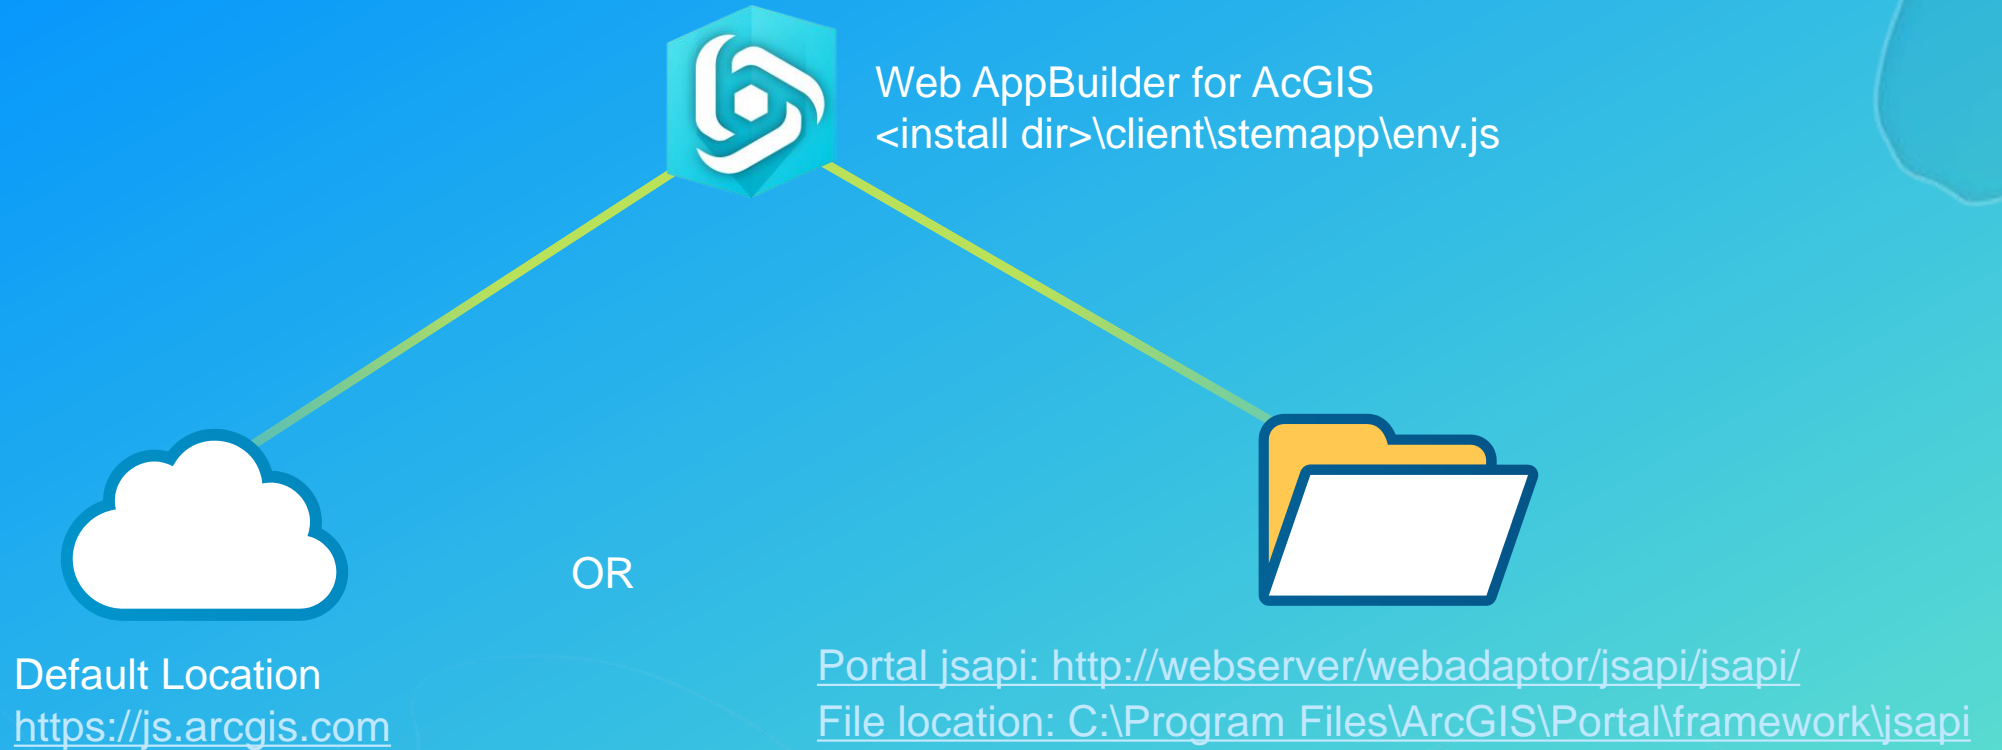 Web AppBuilder for AcGIS
<install dir>\client\stemapp\env.js
OR
Default Location
https://js.arcgis.com
Portal jsapi: http://webserver/webadaptor/jsapi/jsapi/
File location: C:\Program Files\ArcGIS\Portal\framework\jsapi